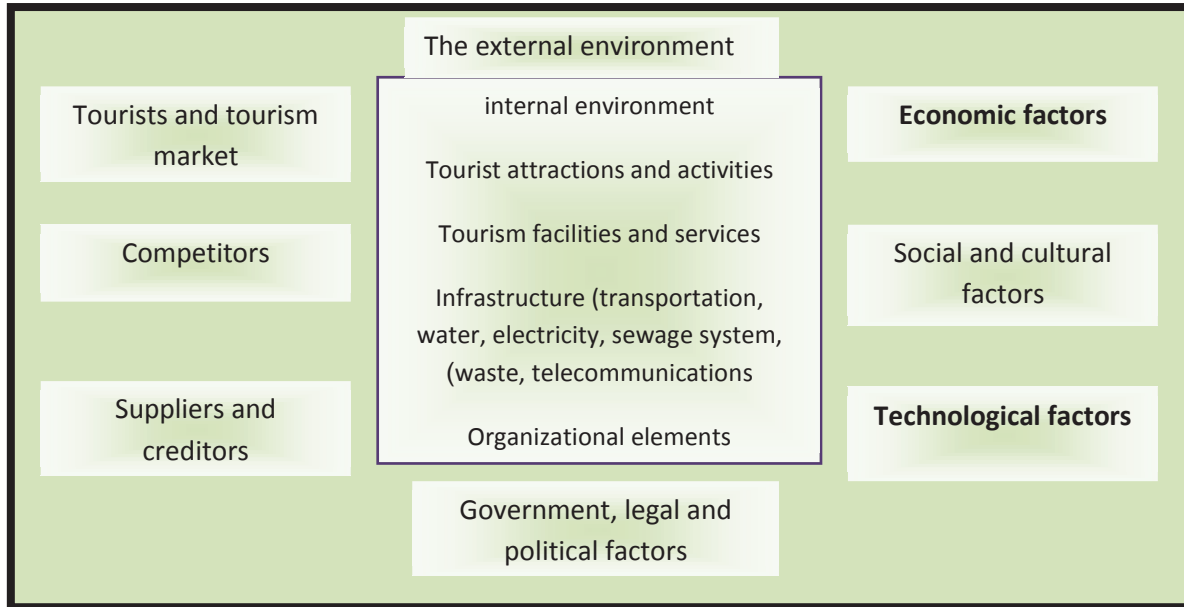 The external environment
Tourists and tourism
market
Competitors
Suppliers and
creditors
internal environment
Tourist attractions and activities
Tourism facilities and services
Infrastructure (transportation,
water, electricity, sewage system,
(waste, telecommunications
Organizational elements
Economic factors
Social and cultural
factors
Technological factors
Government, legal and
political factors